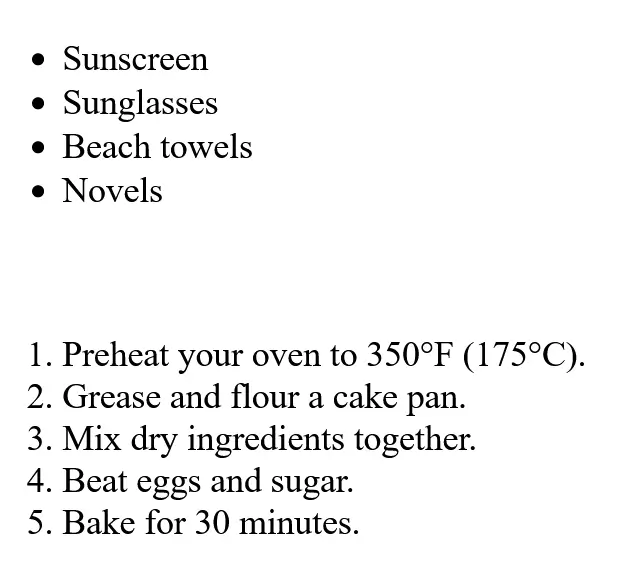 • Sunscreen
• Sunglasses
• Beach towels
• Novels
1. Preheat your oven to 350°F (175°C).
2. Grease and flour a cake pan.
3. Mix dry ingredients together.
4. Beat eggs and sugar.
5. Bake for 30 minutes.